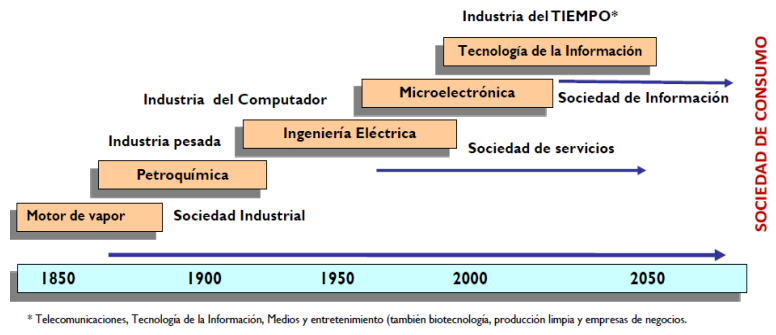 Industria del TIEMPO*
Tecnología de la Información
Microelectrónica
Sociedad de Información
Industria del Computador
Ingeniería Eléctrica
Industria pesada
Sociedad de servicios
Petroquímica
Motor de vapor
Sociedad Industrial
SOCIEDAD DE CONSUMO
1850 1900 1950 2000 2050
* Telecomunicaciones, Tecnología de la Información, Medios y entretenimiento (también biotecnología, producción limpia y empresas de negocios.